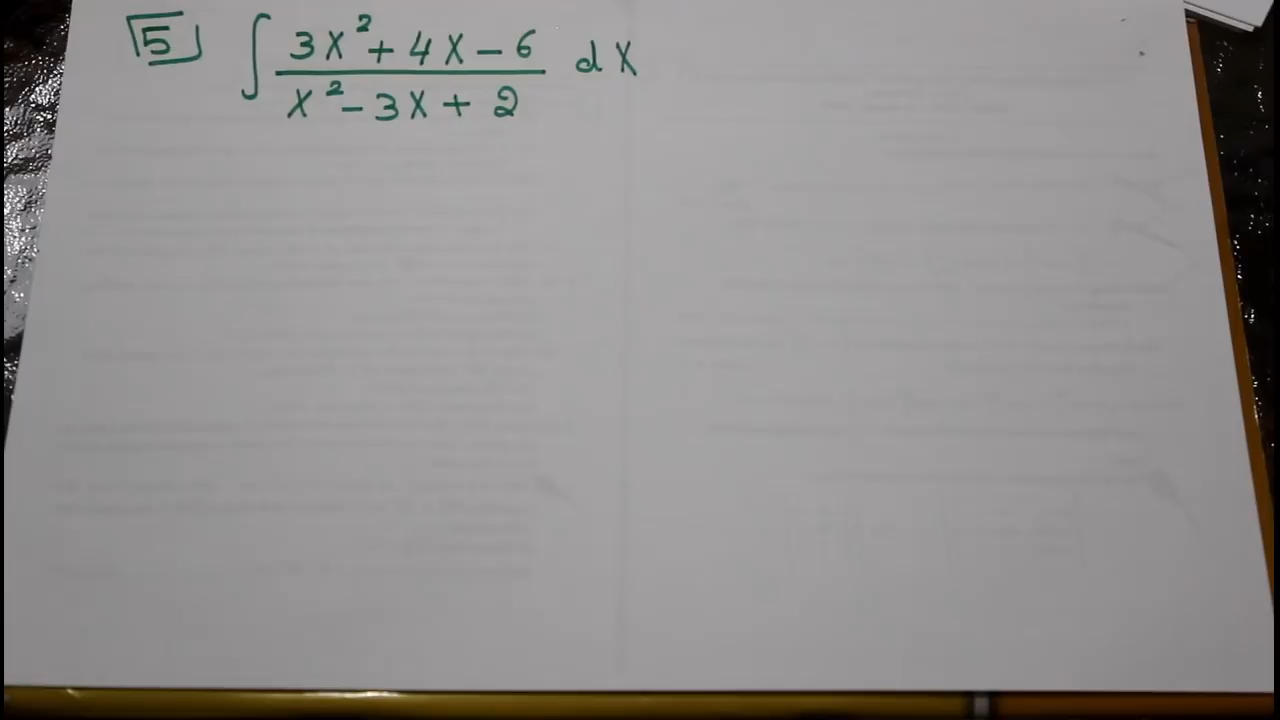 5 ∫ (3x² + 4x - 6)/(x² - 3x + 2) dx